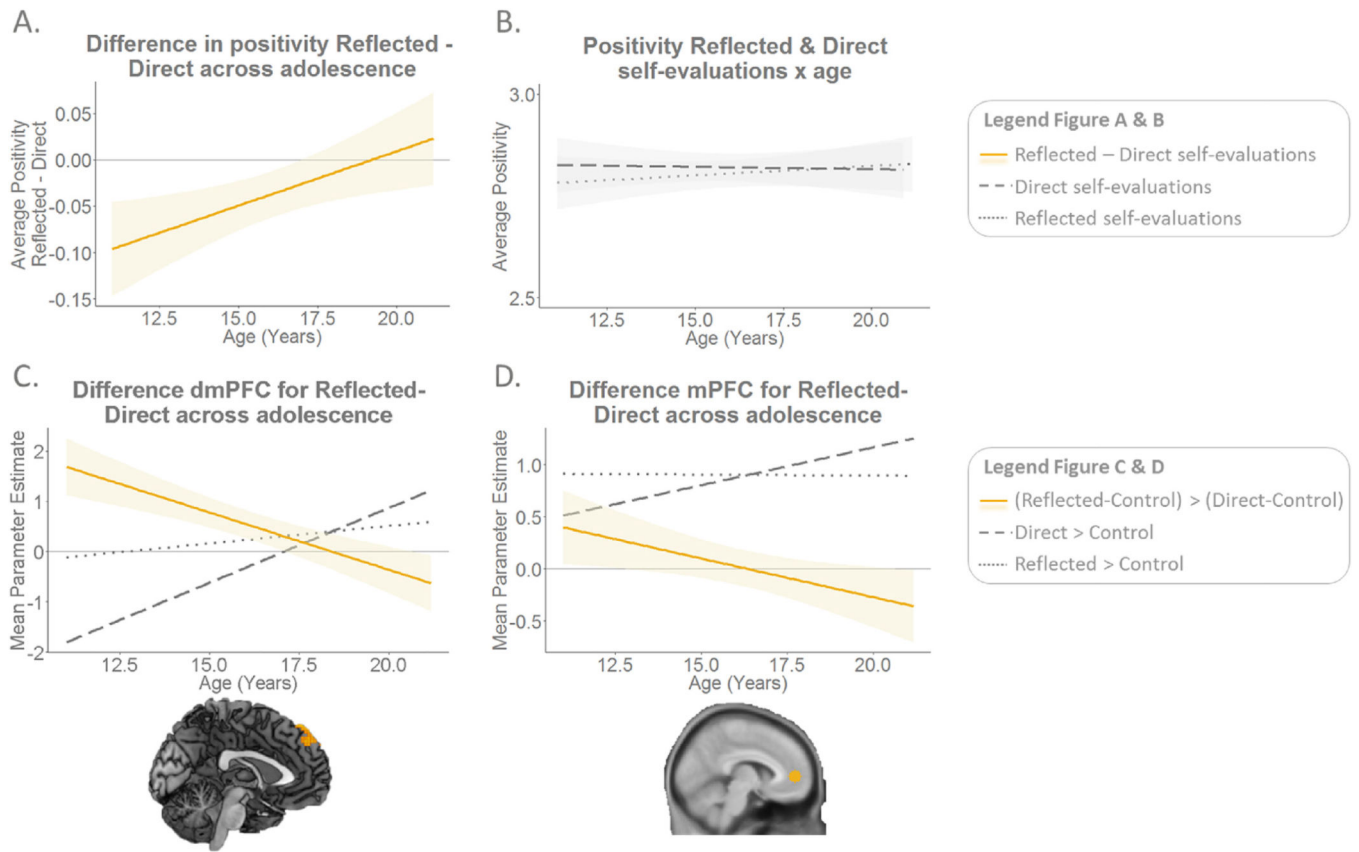 A.
Difference in positivity Reflected -
Direct across adolescence
Average Positivity
Reflected - Direct
0.05
0.00
-0.05
-0.10
-0.15
12.5 15.0 17.5 20.0
Age (Years)
B.
Positivity Reflected & Direct
self-evaluations x age
Average Positivity
3.0
2.5
12.5 15.0 17.5 20.0
Age (Years)
Legend Figure A & B
Reflected – Direct self-evaluations
Direct self-evaluations
Reflected self-evaluations
C.
Difference dmPFC for Reflected-
Direct across adolescence
Mean Parameter Estimate
2
1
0
-1
-2
12.5 15.0 17.5 20.0
Age (Years)
D.
Difference mPFC for Reflected-
Direct across adolescence
Mean Parameter Estimate
1.0
0.5
0.0
-0.5
12.5 15.0 17.5 20.0
Age (Years)
Legend Figure C & D
(Reflected-Control) > (Direct-Control)
Direct > Control
Reflected > Control